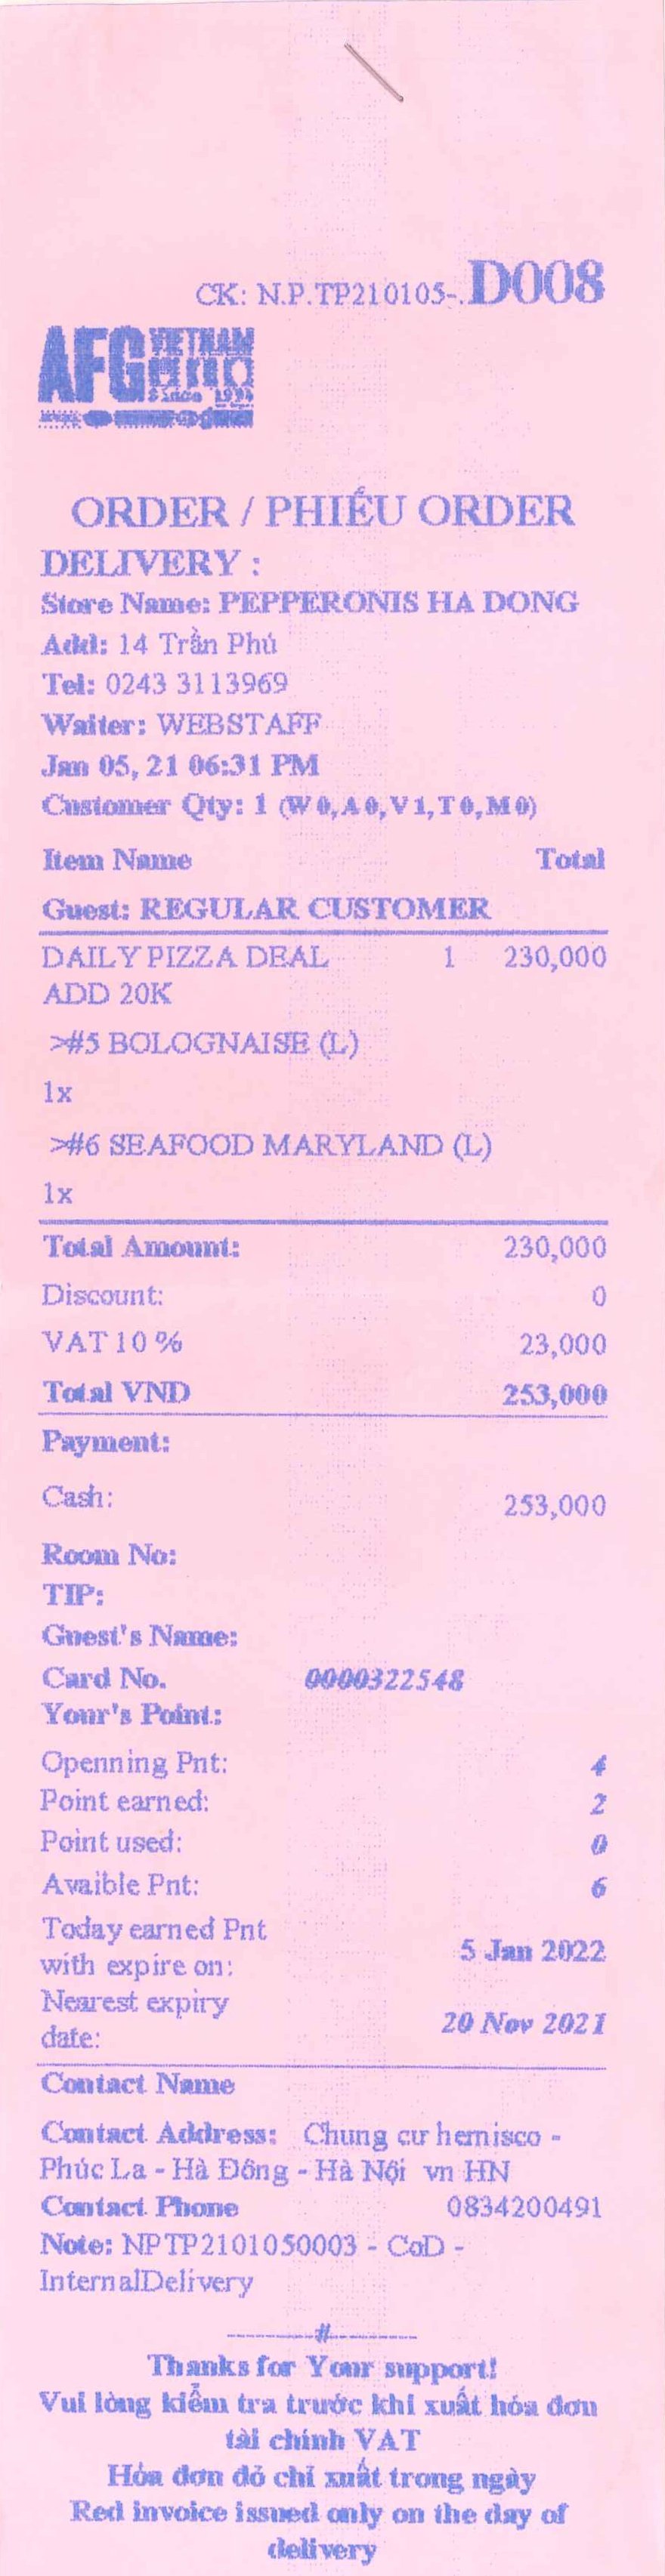 CK: N.P.TP210105-.D008
AFG VIETNAM
Since 1994
ORDER / PHIẾU ORDER
DELIVERY :
Store Name: PEPPERONIS HA DONG
Add: 14 Trần Phú
Tel: 0243 3113969
Waiter: WEBSTAFF
Jan 05, 21 06:31 PM
Customer Qty: 1 (W0,A0,V1,T0,M0)
Item Name Total
Guest: REGULAR CUSTOMER
DAILY PIZZA DEAL 1 230,000
ADD 20K
>#5 BOLOGNAISE (L)
1x
>#6 SEAFOOD MARYLAND (L)
1x
Total Amount: 230,000
Discount: 0
VAT 10 % 23,000
Total VND 253,000
Payment:
Cash: 253,000
Room No:
TIP:
Guest's Name:
Card No. 0000322548
Your's Point:
Openning Pnt: 4
Point earned: 2
Point used: 0
Avaible Pnt: 6
Today earned Pnt
with expire on: 5 Jan 2022
Nearest expiry
date: 20 Nov 2021
Contact Name
Contact Address: Chung cư hemisco -
Phúc La - Hà Đông - Hà Nội vn HN
Contact Phone 0834200491
Note: NPTP2101050003 - CoD -
InternalDelivery
#
Thanks for Your support!
Vui lòng kiểm tra trước khi xuất hóa đơn
tài chính VAT
Hóa đơn đỏ chỉ xuất trong ngày
Red invoice issued only on the day of
delivery